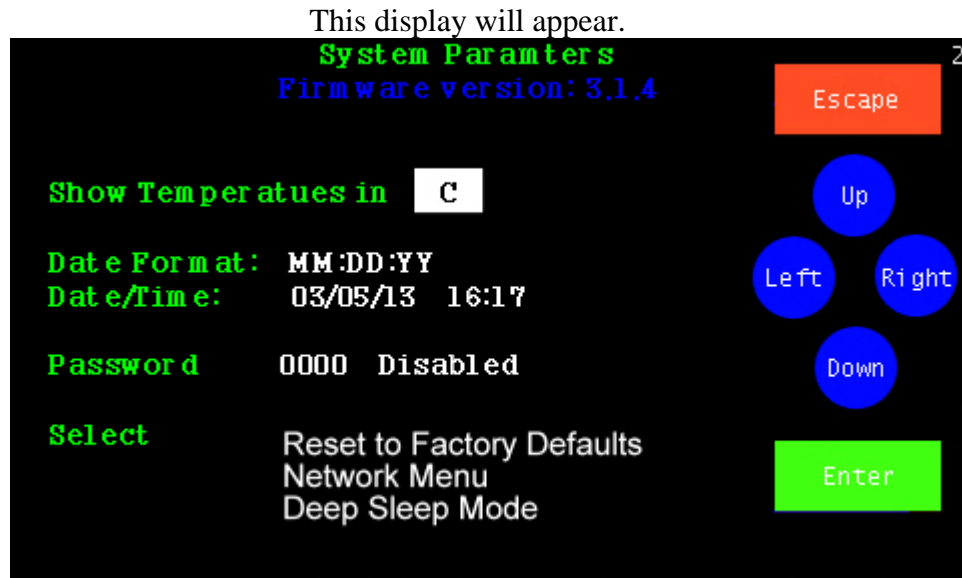 This display will appear.
System Paramters
2
Firmware version: 3.1.4
Escape
Show Temperatues in C
Up
Date Format: MM:DD:YY
Left Right
Date/Time: 03/05/13 16:17
Password 0000 Disabled
Down
Select Reset to Factory Defaults
Network Menu
Enter
Deep Sleep Mode